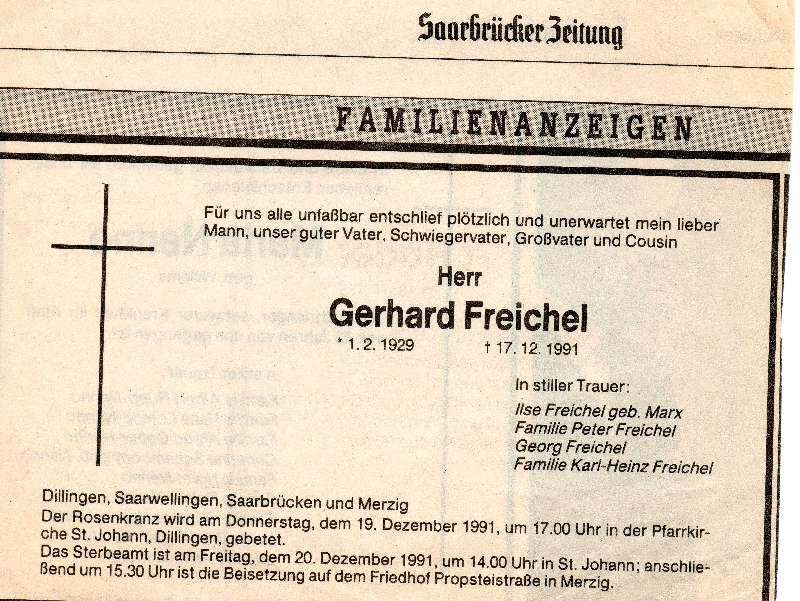 Saarbrücker Zeitung
FAMILIENANZEIGEN
Für uns alle unfaßbar entschlief plötzlich und unerwartet mein lieber
Mann, unser guter Vater, Schwiegervater, Großvater und Cousin
Herr
Gerhard Freichel
* 1. 2. 1929 † 17. 12. 1991
In stiller Trauer:
Ilse Freichel geb. Marx
Familie Peter Freichel
Georg Freichel
Familie Karl-Heinz Freichel
Dillingen, Saarwellingen, Saarbrücken und Merzig
Der Rosenkranz wird am Donnerstag, dem 19. Dezember 1991, um 17.00 Uhr in der Pfarrkir-
che St. Johann, Dillingen, gebetet.
Das Sterbeamt ist am Freitag, dem 20. Dezember 1991, um 14.00 Uhr in St. Johann; anschlie-
ßend um 15.30 Uhr ist die Beisetzung auf dem Friedhof Propsteistraße in Merzig.